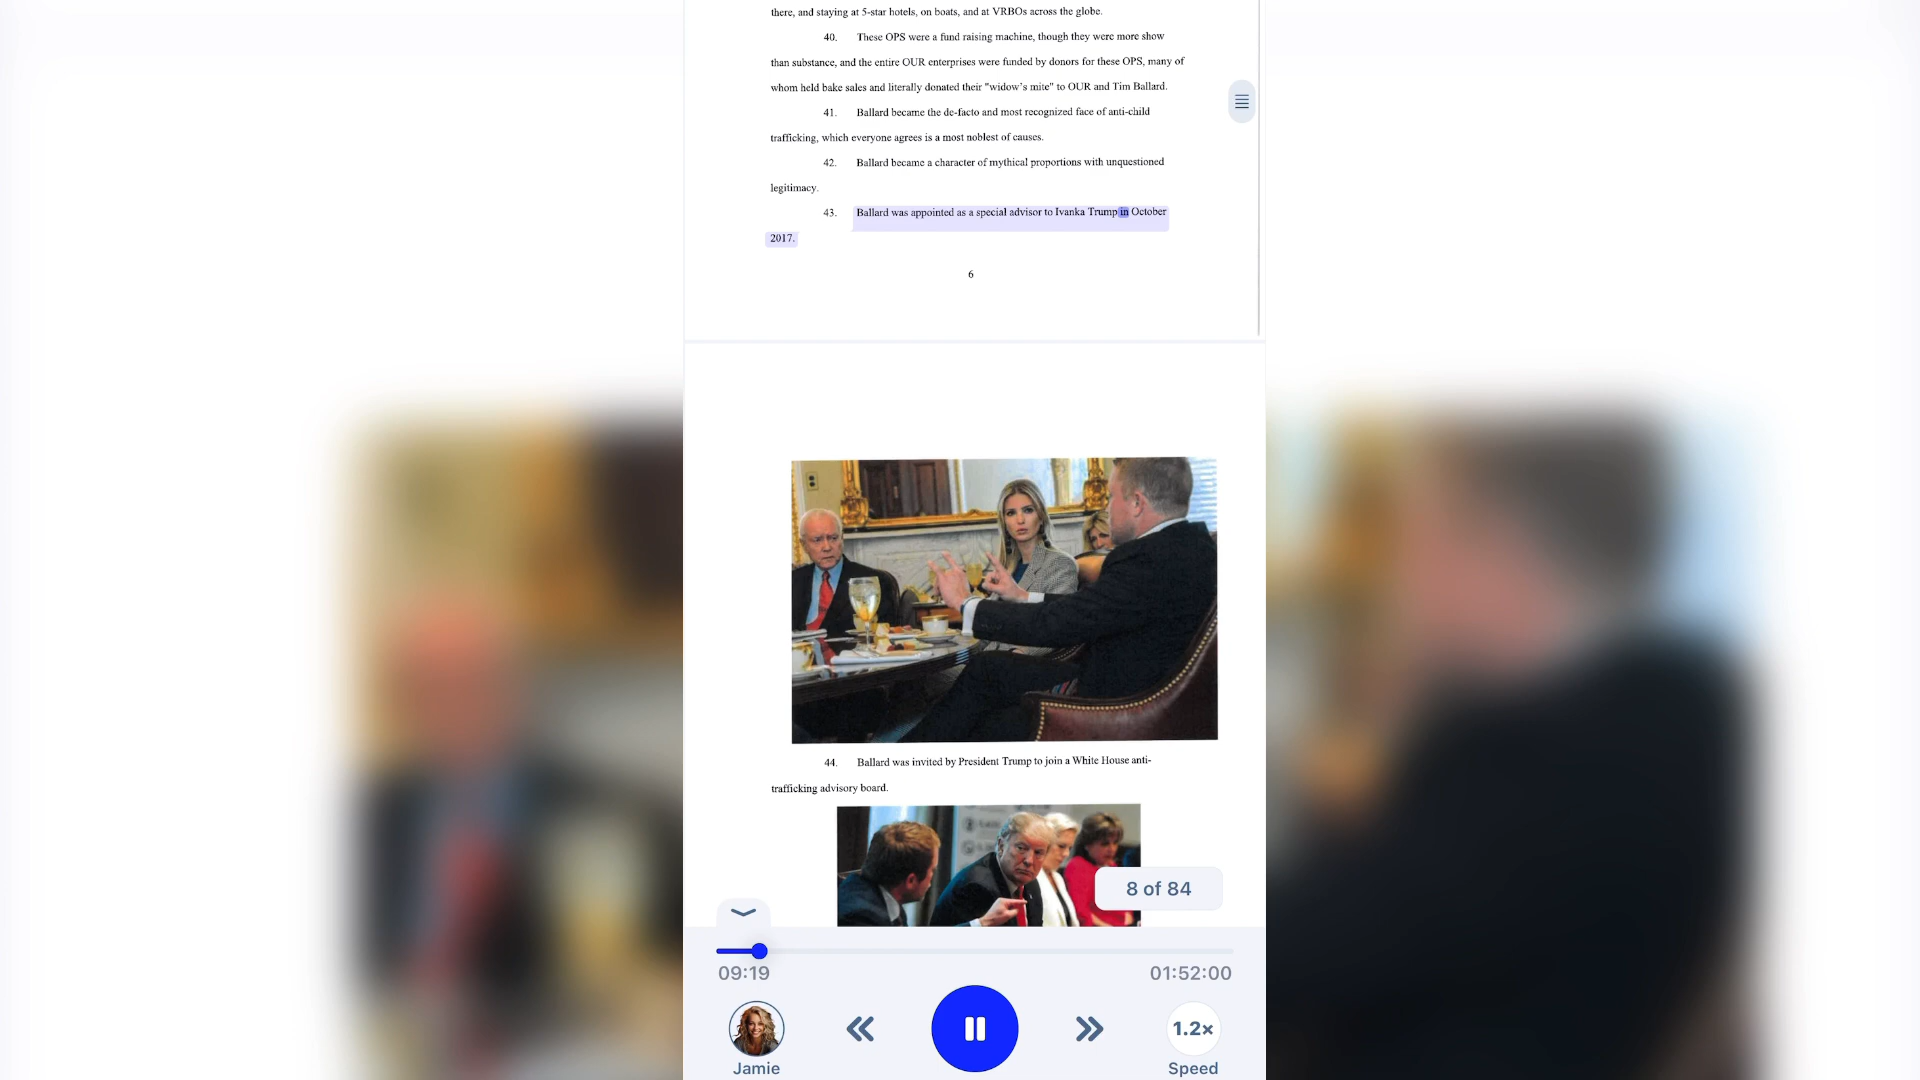 there, and staying at 5-star hotels, on boats, and at VRBOs across the globe.
40. These OPS were a fund raising machine, though they were more show
than substance, and the entire OUR enterprises were funded by donors for these OPS, many of
whom held bake sales and literally donated their "widow's mite" to OUR and Tim Ballard.
41. Ballard became the de-facto and most recognized face of anti-child
trafficking, which everyone agrees is a most noblest of causes.
42. Ballard became a character of mythical proportions with unquestioned
legitimacy.
43. Ballard was appointed as a special advisor to Ivanka Trump in October
2017.
6
44. Ballard was invited by President Trump to join a White House anti-
trafficking advisory board.
8 of 84
09:19
01:52:00
1.2×
Jamie
Speed